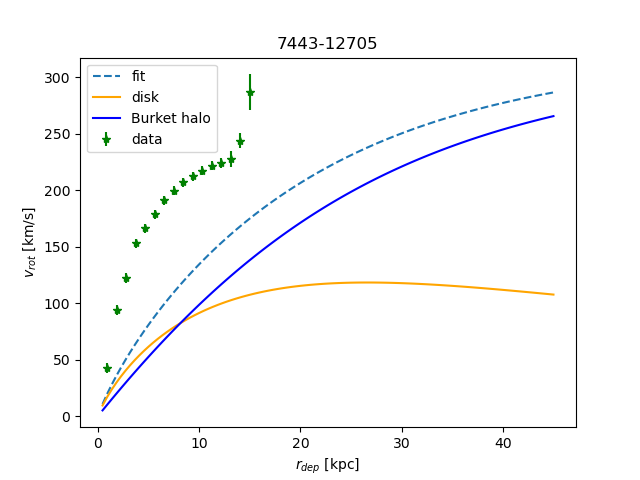 7443-12705
fit
disk
Burket halo
data
300
250
200
150
100
50
0
v_rot [km/s]
0 10 20 30 40
r_dep [kpc]